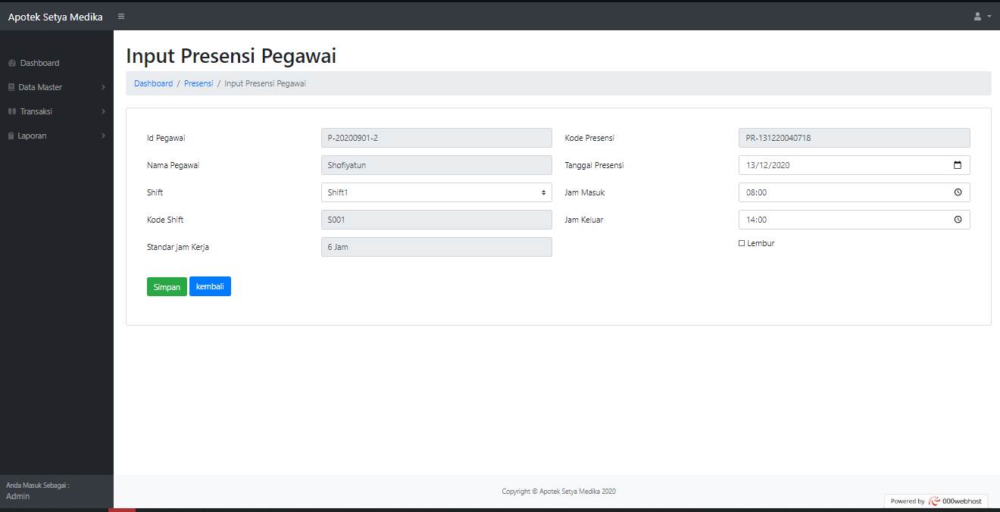 Apotek Setya Medika
Dashboard
Data Master
Transaksi
Laporan
Anda Masuk Sebagai :
Admin
Input Presensi Pegawai
Dashboard / Presensi / Input Presensi Pegawai
Id Pegawai P-20200901-2 Kode Presensi PR-131220040718
Nama Pegawai Shofiyatun Tanggal Presensi 13/12/2020
Shift Shift1 Jam Masuk 08:00
Kode Shift S001 Jam Keluar 14:00
Standar jam Kerja 6 Jam Lembur
Simpan kembali
Copyright © Apotek Setya Medika 2020
Powered by 000webhost